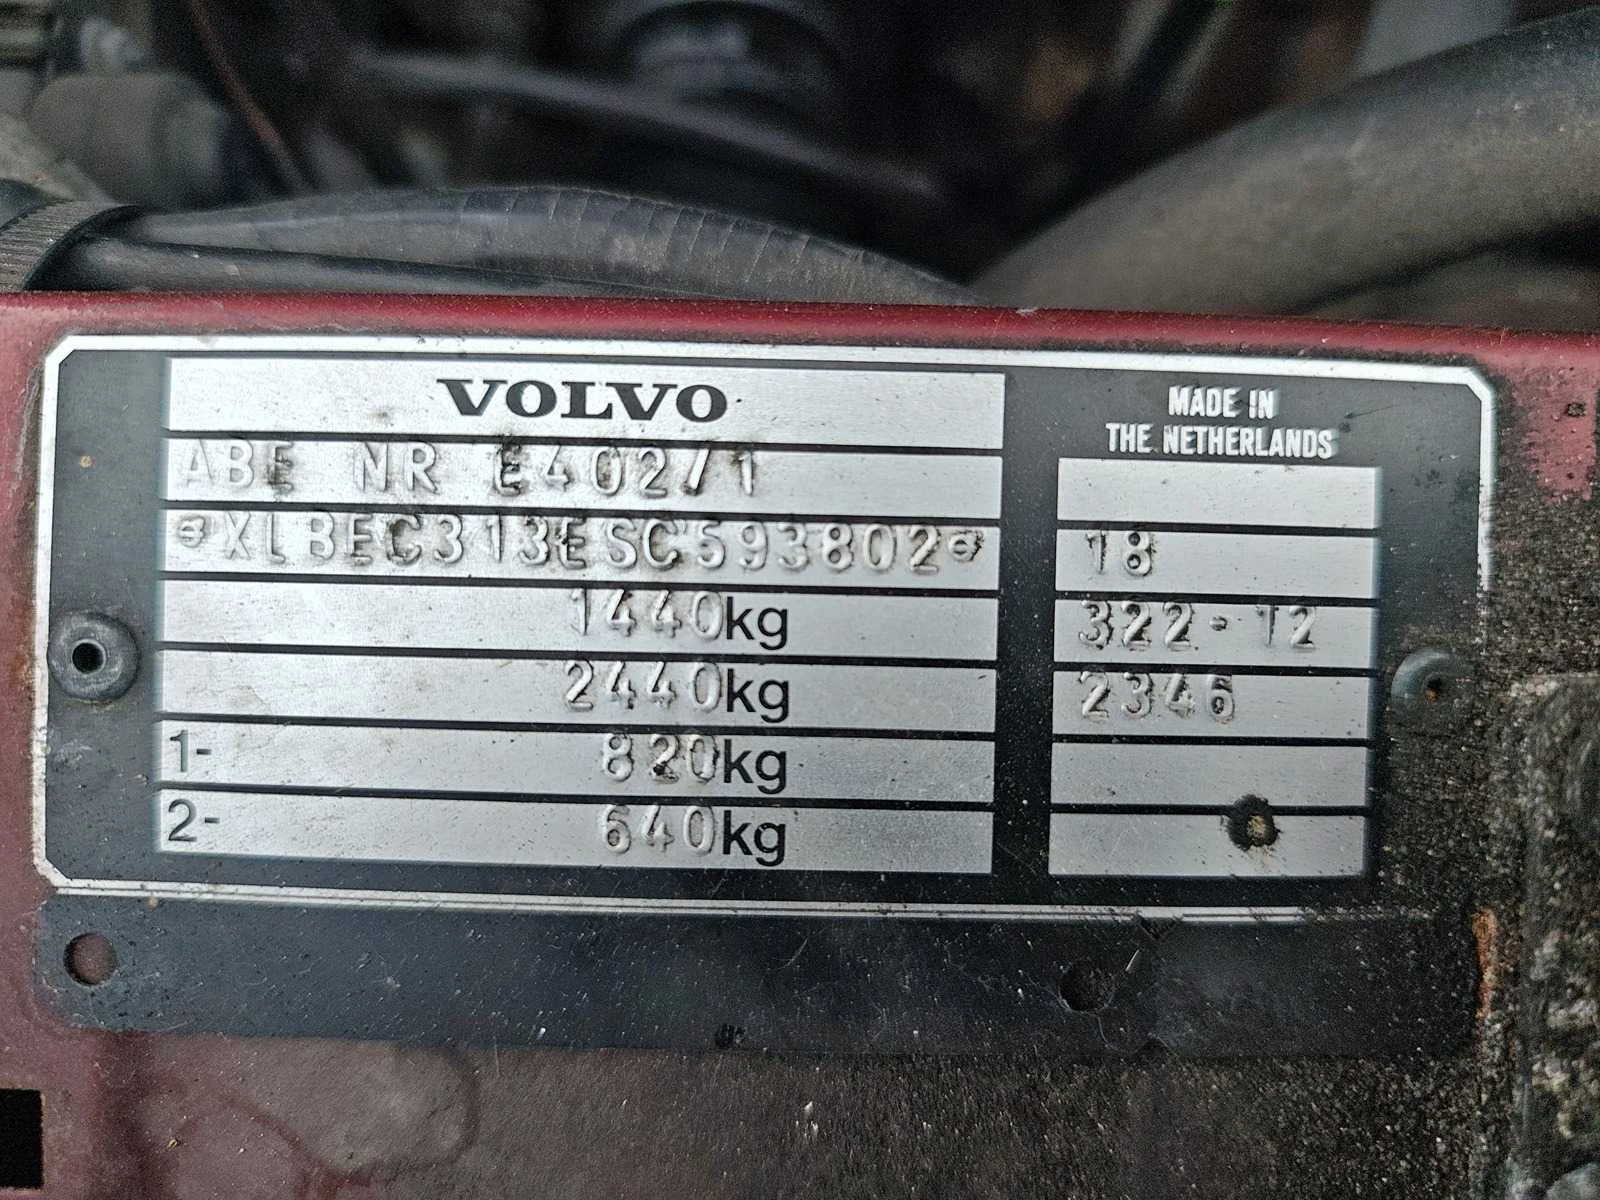 VOLVO
MADE IN
THE NETHERLANDS
ABE NR E402/1
XLBEC313ESC593802
18
1440kg
322-12
2440kg
2346
1- 820kg
2- 640kg